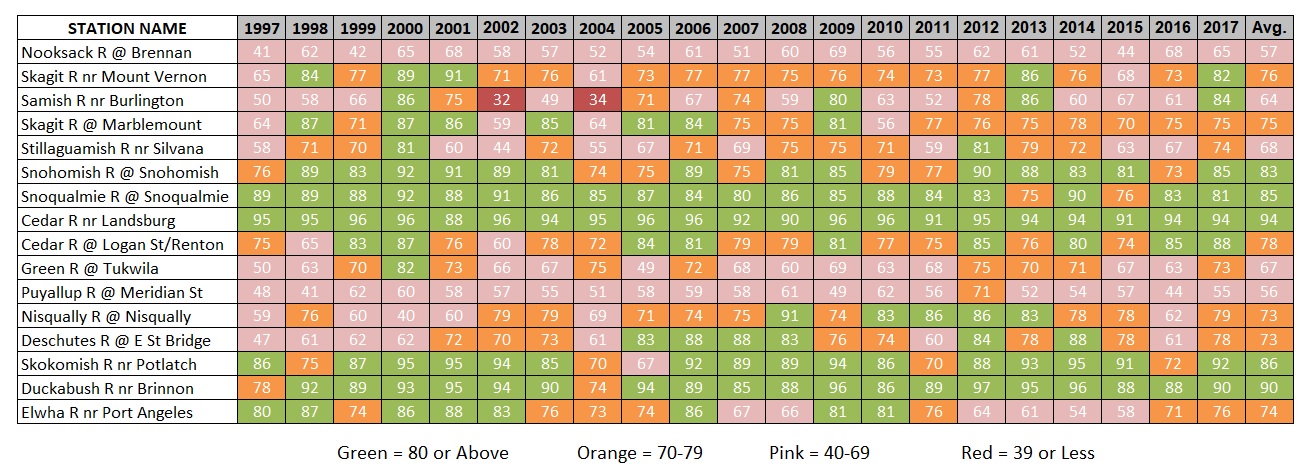 STATION NAME 1997 1998 1999 2000 2001 2002 2003 2004 2005 2006 2007 2008 2009 2010 2011 2012 2013 2014 2015 2016 2017 Avg.
Nooksack R @ Brennan 41 62 42 65 68 58 57 52 54 61 51 60 69 56 55 62 61 52 44 68 65 57
Skagit R nr Mount Vernon 65 84 77 89 91 71 76 61 73 77 77 75 76 74 73 77 86 76 68 73 82 76
Samish R nr Burlington 50 58 66 86 75 32 49 34 71 67 74 59 80 63 52 78 86 60 67 61 84 64
Skagit R @ Marblemount 64 87 71 87 86 59 85 64 81 84 75 75 81 56 77 76 75 78 70 75 75 75
Stillaguamish R nr Silvana 58 71 70 81 60 44 72 55 67 71 69 75 70 71 59 81 79 72 63 67 74 68
Snohomish R @ Snohomish 76 89 83 92 91 89 81 74 75 89 75 81 85 79 77 90 88 83 81 73 85 83
Snoqualmie R @ Snoqualmie 89 89 88 92 88 91 86 85 87 84 80 86 85 88 84 83 75 90 76 83 81 85
Cedar R nr Landsburg 95 95 96 96 88 96 94 95 96 96 92 90 96 96 91 95 94 94 91 94 94 94
Cedar R @ Logan St/Renton 75 65 83 87 76 60 78 72 84 81 79 79 81 77 75 85 76 80 74 85 88 78
Green R @ Tukwila 50 63 70 82 73 66 67 75 49 72 68 60 69 63 68 75 70 71 67 63 73 67
Puyallup R @ Meridian St 48 41 62 60 58 57 55 51 58 59 58 61 49 62 56 71 52 54 57 44 55 56
Nisqually R @ Nisqually 59 76 60 40 60 79 79 69 71 74 75 91 74 83 86 86 83 78 78 62 79 73
Deschutes R @ E St Bridge 47 61 62 62 72 70 73 61 83 88 88 83 76 74 60 84 78 88 78 61 78 73
Skokomish R nr Potlatch 86 75 87 95 95 94 85 70 67 92 89 89 94 86 70 88 93 95 91 72 92 86
Duckabush R nr Brinnon 78 92 89 93 95 94 90 74 94 89 85 88 96 86 89 97 95 96 88 88 90 90
Elwha R nr Port Angeles 80 87 74 86 88 83 76 73 74 86 67 66 81 81 76 64 61 54 58 71 76 74
Green = 80 or Above Orange = 70-79 Pink = 40-69 Red = 39 or Less